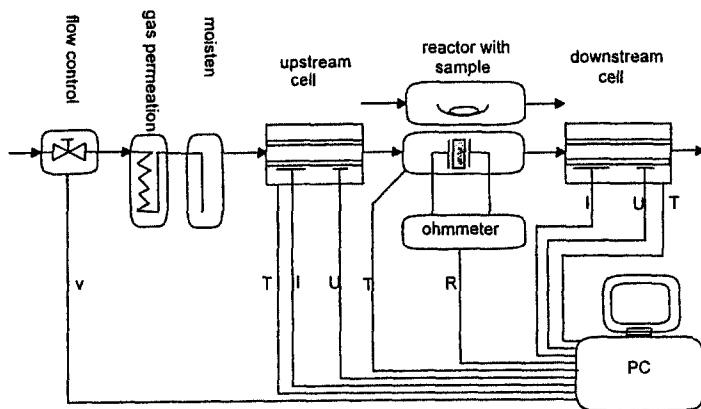 flow control
gas permeation
moisten
upstream
cell
reactor with
sample
downstream
cell
ohmmeter
I U T
v T I U T R
PC